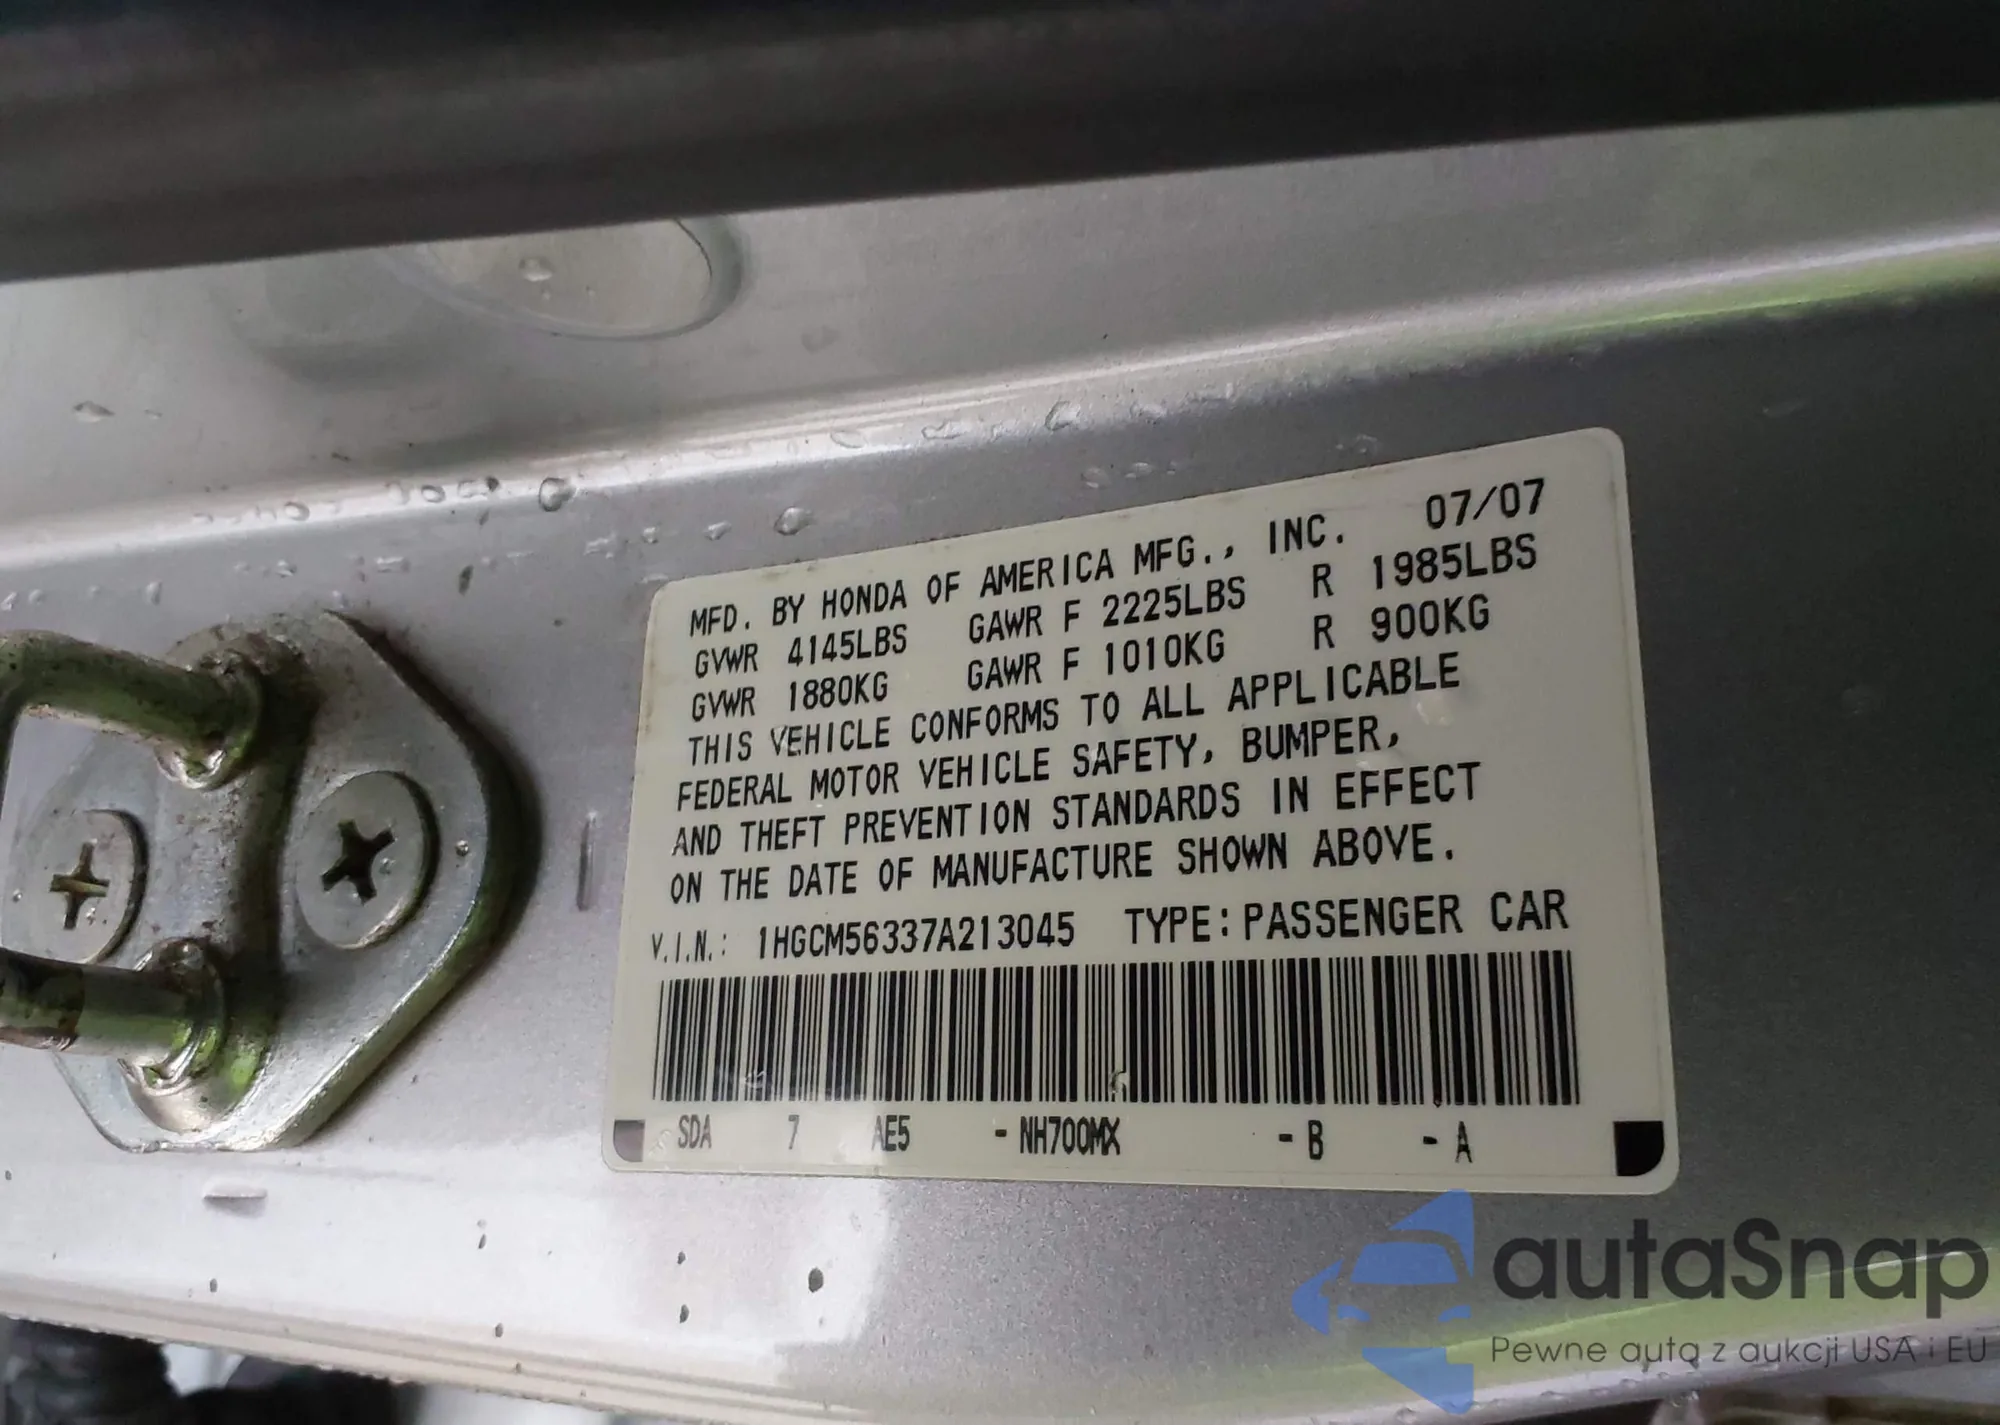 MFD. BY HONDA OF AMERICA MFG., INC. 07/07
GVWR 4145LBS GAWR F 2225LBS R 1985LBS
GVWR 1880KG GAWR F 1010KG R 900KG
THIS VEHICLE CONFORMS TO ALL APPLICABLE
FEDERAL MOTOR VEHICLE SAFETY, BUMPER,
AND THEFT PREVENTION STANDARDS IN EFFECT
ON THE DATE OF MANUFACTURE SHOWN ABOVE.
V.I.N.: 1HGCM56337A213045 TYPE: PASSENGER CAR
SDA 7 AE5 - NH700MX - B - A
autaSnap
Pewne auta z aukcji USA i EU